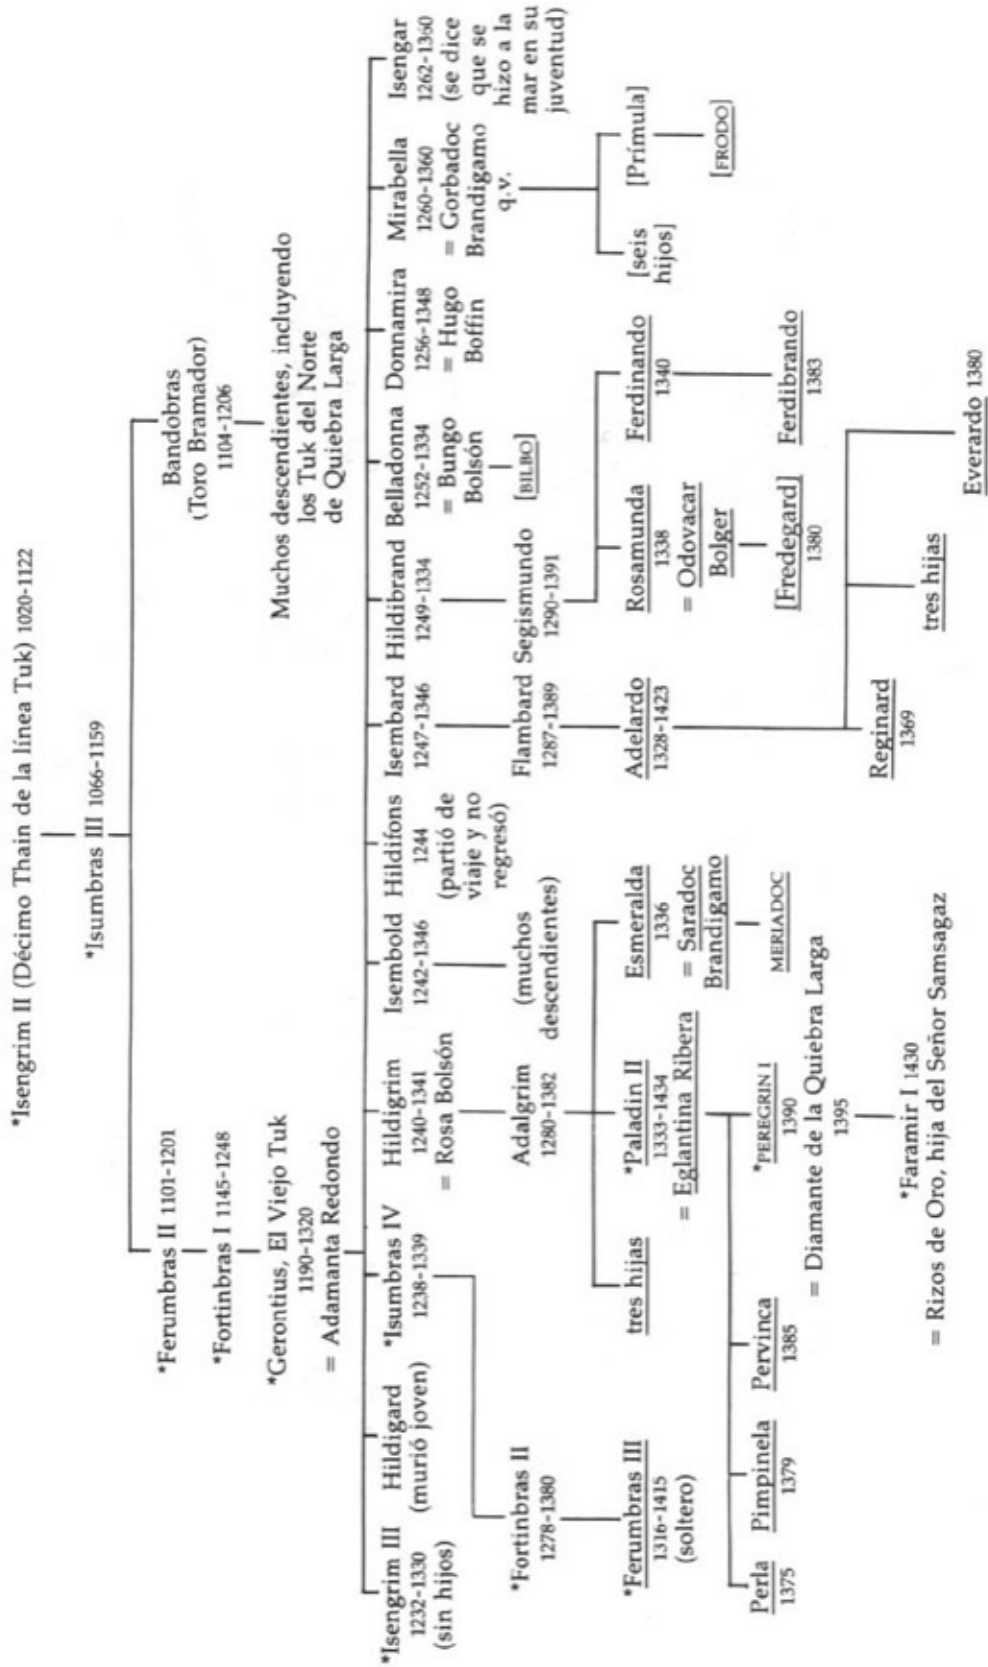 *Isengrim II (Décimo Thain de la línea Tuk) 1020-1122
*Isumbras III 1066-1159
*Ferumbras II 1101-1201
*Fortinbras I 1145-1248
*Gerontius, El Viejo Tuk
1190-1320
= Adamanta Redondo
Bandobras
(Toro Bramador)
1104-1206
Muchos descendientes, incluyendo
los Tuk del Norte
de Quiebra Larga
*Isengrim III
1232-1330
(sin hijos)
Hildigard
(murió joven)
*Isumbras IV
1238-1339
Hildigrim
1240-1341
= Rosa Bolsón
Isembold
1242-1346
Hildifons
1244
(partió de
viaje y no
regresó)
Isembard
1247-1346
Hildibrand
1249-1334
Belladonna
1252-1334
= Bungo
Bolsón
[BILBO]
Donnamira
1256-1348
= Hugo
Boffin
Mirabella
1260-1360
= Gorbadoc
Brandigamo
q.v.
Isengar
1262-1360
(se dice
que se
hizo a la
mar en su
juventud)
*Fortinbras II
1278-1380
Adalgrim
1280-1382
(muchos
descendientes)
Flambard
1287-1389
Segismundo
1290-1391
[seis
hijos]
[Prímula]
[FRODO]
*Ferumbras III
1316-1415
(soltero)
tres hijas
*Paladin II
1333-1434
= Eglantina Ribera
Esmeralda
1336
= Saradoc
Brandigamo
MERIADOC
Adelardo
1328-1423
Rosamunda
1338
= Odovacar
Bolger
[Fredegard]
1380
Ferdinando
1340
Ferdibrando
1383
Perla
1375
Pimpinela
1379
Pervinca
1385
*PEREGRIN I
1390
= Diamante de la Quiebra Larga
1395
*Faramir I 1430
= Rizos de Oro, hija del Señor Samsagaz
Reginard
1369
tres hijas
Everardo 1380